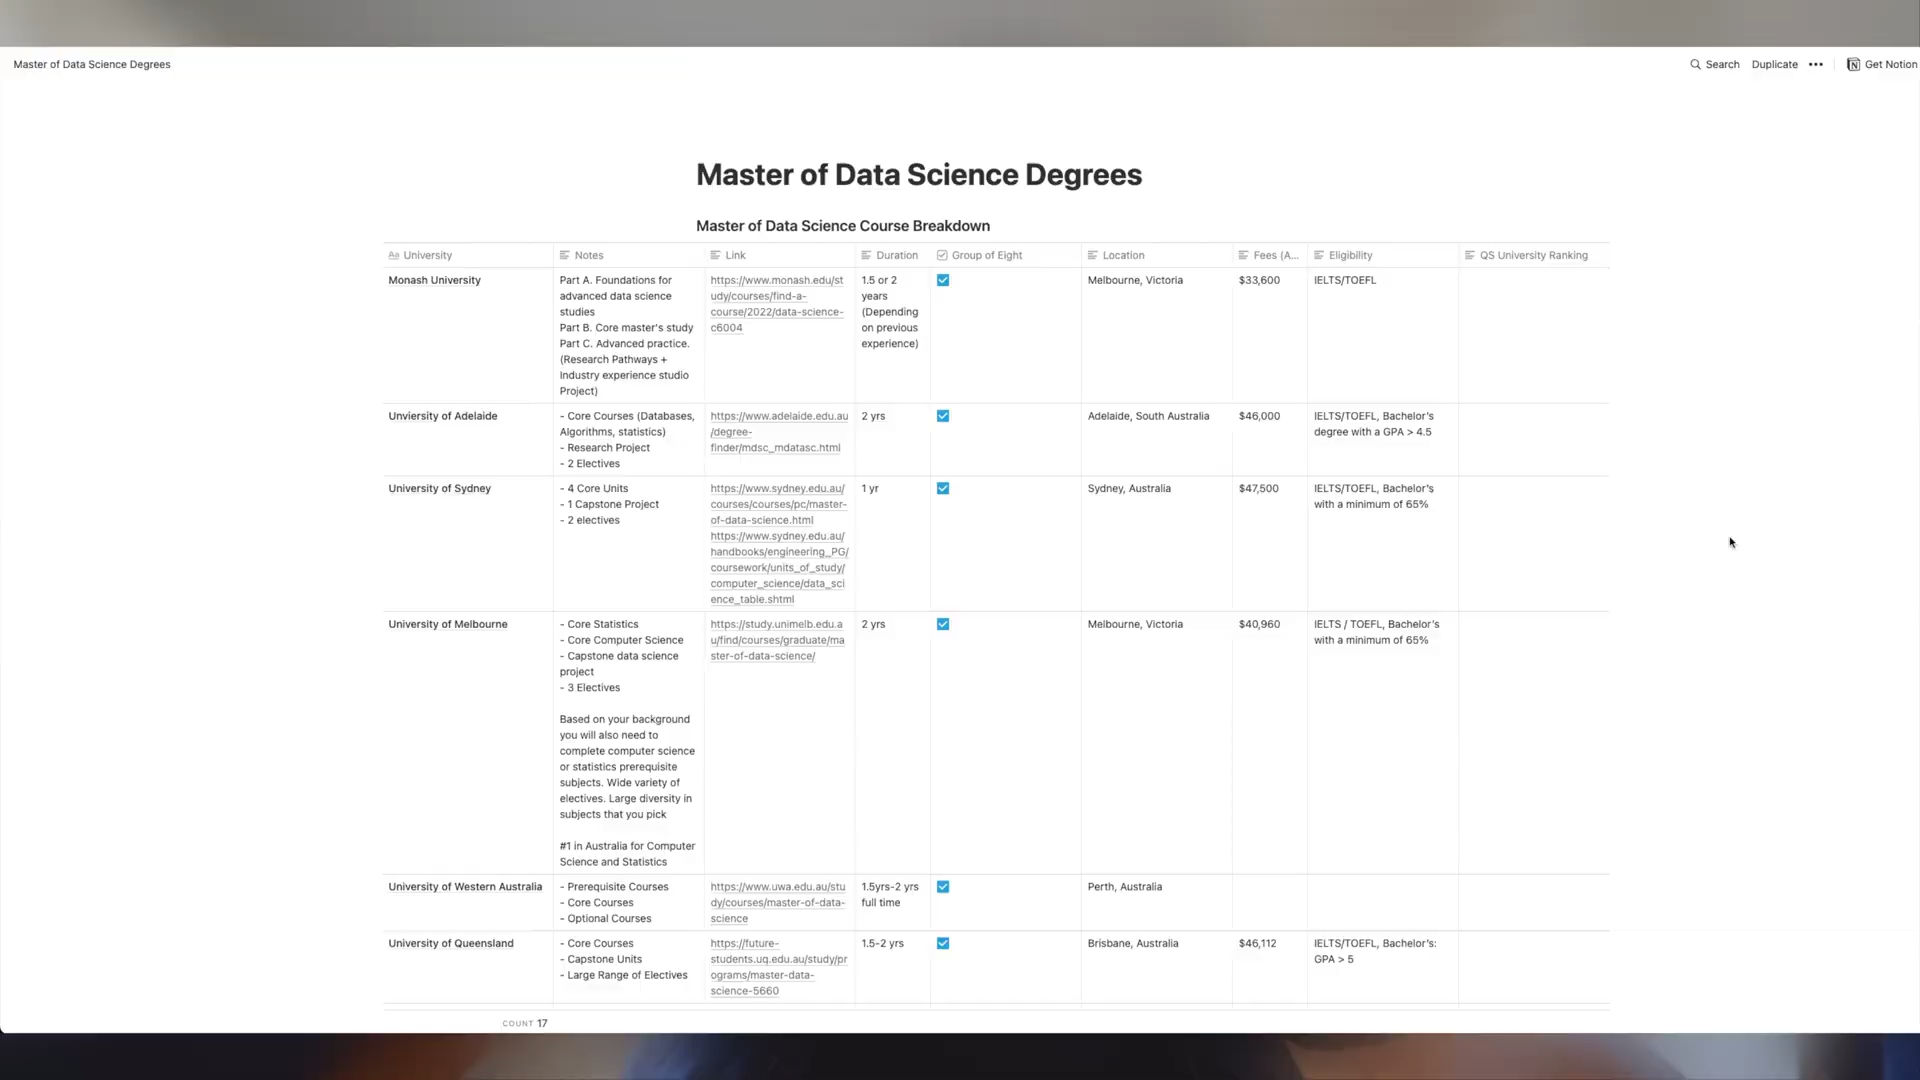 Master of Data Science Degrees
Search
Duplicate
•••
Get Notion
Master of Data Science Degrees
Master of Data Science Course Breakdown
Aa University
Notes
Link
Duration
Group of Eight
Location
Fees (A...
Eligibility
QS University Ranking
Monash University
Part A. Foundations for
advanced data science
studies
Part B. Core master's study
Part C. Advanced practice.
(Research Pathways +
Industry experience studio
Project)
https://www.monash.edu/st
udy/courses/find-a-
course/2022/data-science-
c6004
1.5 or 2
years
(Depending
on previous
experience)
Melbourne, Victoria
$33,600
IELTS/TOEFL
Unviersity of Adelaide
- Core Courses (Databases,
Algorithms, statistics)
- Research Project
- 2 Electives
https://www.adelaide.edu.au
/degree-
finder/mdsc_mdatasc.html
2 yrs
Adelaide, South Australia
$46,000
IELTS/TOEFL, Bachelor's
degree with a GPA > 4.5
University of Sydney
- 4 Core Units
- 1 Capstone Project
- 2 electives
https://www.sydney.edu.au/
courses/courses/pc/master-
of-data-science.html
https://www.sydney.edu.au/
handbooks/engineering_PG/
coursework/units_of_study/
computer_science/data_sci
ence_table.shtml
1 yr
Sydney, Australia
$47,500
IELTS/TOEFL, Bachelor's
with a minimum of 65%
University of Melbourne
- Core Statistics
- Core Computer Science
- Capstone data science
project
- 3 Electives
Based on your background
you will also need to
complete computer science
or statistics prerequisite
subjects. Wide variety of
electives. Large diversity in
subjects that you pick
#1 in Australia for Computer
Science and Statistics
https://study.unimelb.edu.a
u/find/courses/graduate/ma
ster-of-data-science/
2 yrs
Melbourne, Victoria
$40,960
IELTS / TOEFL, Bachelor's
with a minimum of 65%
University of Western Australia
- Prerequisite Courses
- Core Courses
- Optional Courses
https://www.uwa.edu.au/stu
dy/courses/master-of-data-
science
1.5yrs-2 yrs
full time
Perth, Australia
University of Queensland
- Core Courses
- Capstone Units
- Large Range of Electives
https://future-
students.uq.edu.au/study/pr
ograms/master-data-
science-5660
1.5-2 yrs
Brisbane, Australia
$46,112
IELTS/TOEFL, Bachelor's:
GPA > 5
COUNT 17